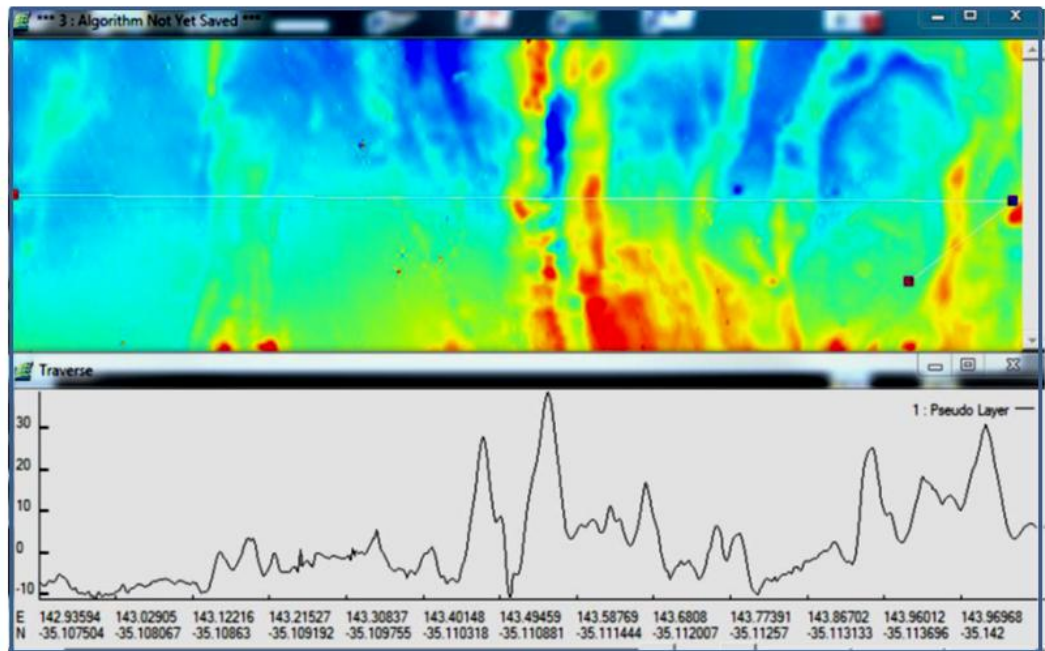 *** 3 : Algorithm Not Yet Saved ***
Traverse
1 : Pseudo Layer
30
20
10
0
-10
E 142.93594 143.02905 143.12216 143.21527 143.30837 143.40148 143.49459 143.58769 143.6808 143.77391 143.86702 143.96012 143.96968
N -35.107504 -35.108067 -35.10863 -35.109192 -35.109755 -35.110318 -35.110881 -35.111444 -35.112007 -35.11257 -35.113133 -35.113696 -35.142